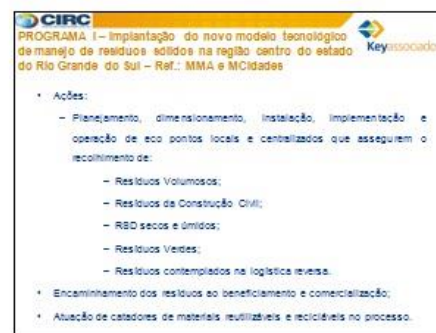 CIRC
PROGRAMA I – Implantação do novo modelo tecnológico
de manejo de resíduos sólidos na região centro do estado
do Rio Grande do Sul – Ref.: MMA e MCidades
Keyassociados
• Ações:
– Planejamento, dimensionamento, instalação, implementação e
operação de eco pontos locais e centralizados que assegurem o
recolhimento de:
– Resíduos Volumosos;
– Resíduos da Construção Civil;
– RSD secos e úmidos;
– Resíduos Verdes;
– Resíduos contemplados na logística reversa.
• Encaminhamento dos resíduos ao beneficiamento e comercialização;
• Atuação de catadores de materiais reutilizáveis e recicláveis no processo.